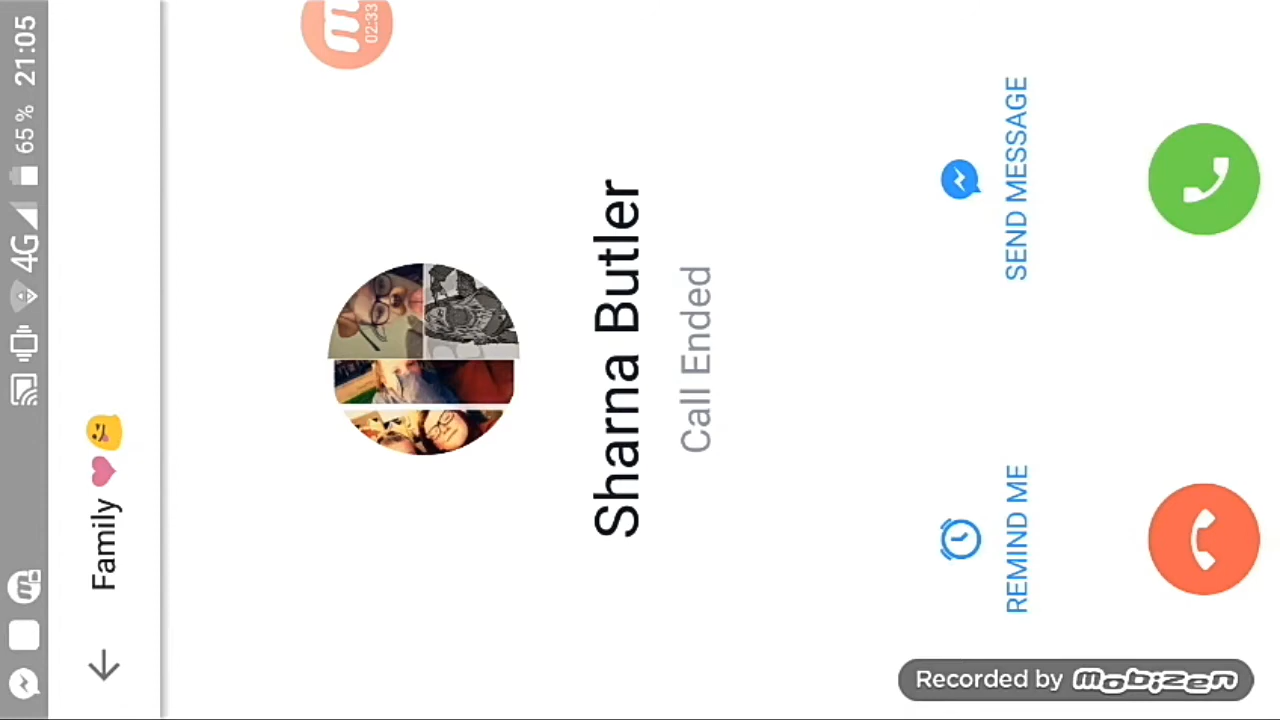 4G 65 % 21:05
Family ❤️😋
02:33
Sharna Butler
Call Ended
REMIND ME
SEND MESSAGE
Recorded by mobizen